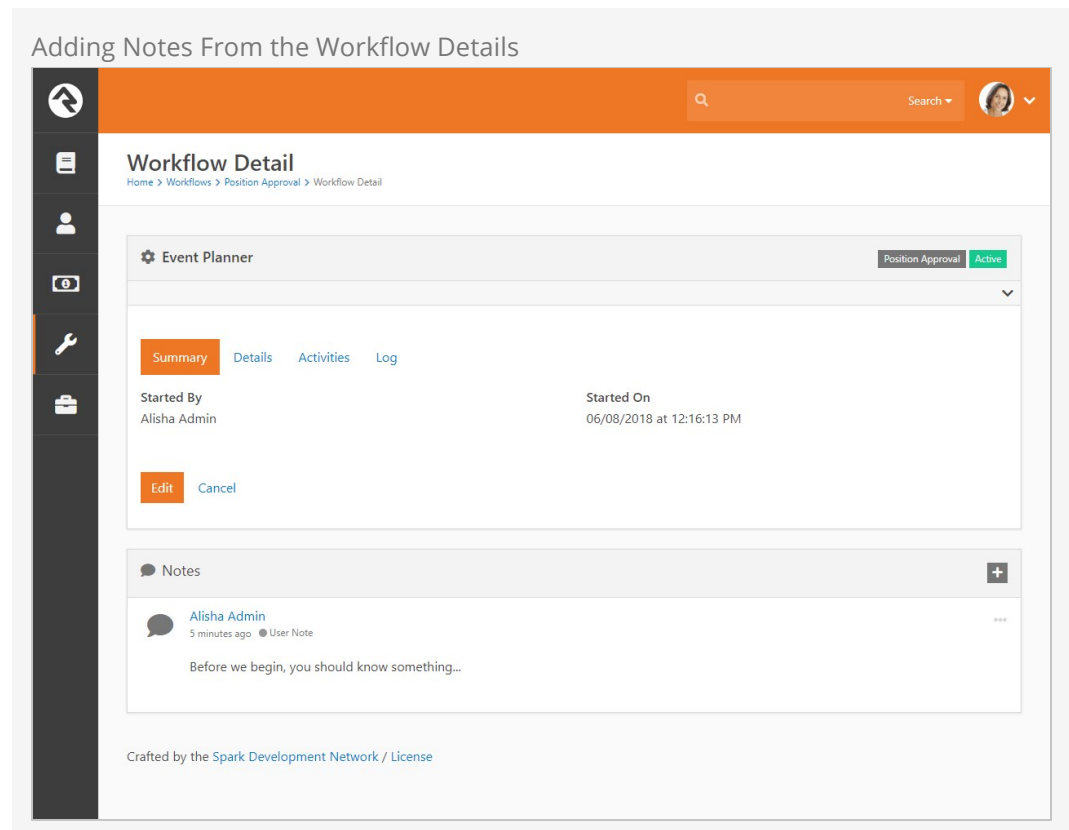 Adding Notes From the Workflow Details
Search
Workflow Detail
Home > Workflows > Position Approval > Workflow Detail
Event Planner
Position Approval
Active
Summary
Details
Activities
Log
Started By
Started On
Alisha Admin
06/08/2018 at 12:16:13 PM
Edit
Cancel
Notes
Alisha Admin
5 minutes ago
User Note
Before we begin, you should know something...
Crafted by the Spark Development Network / License